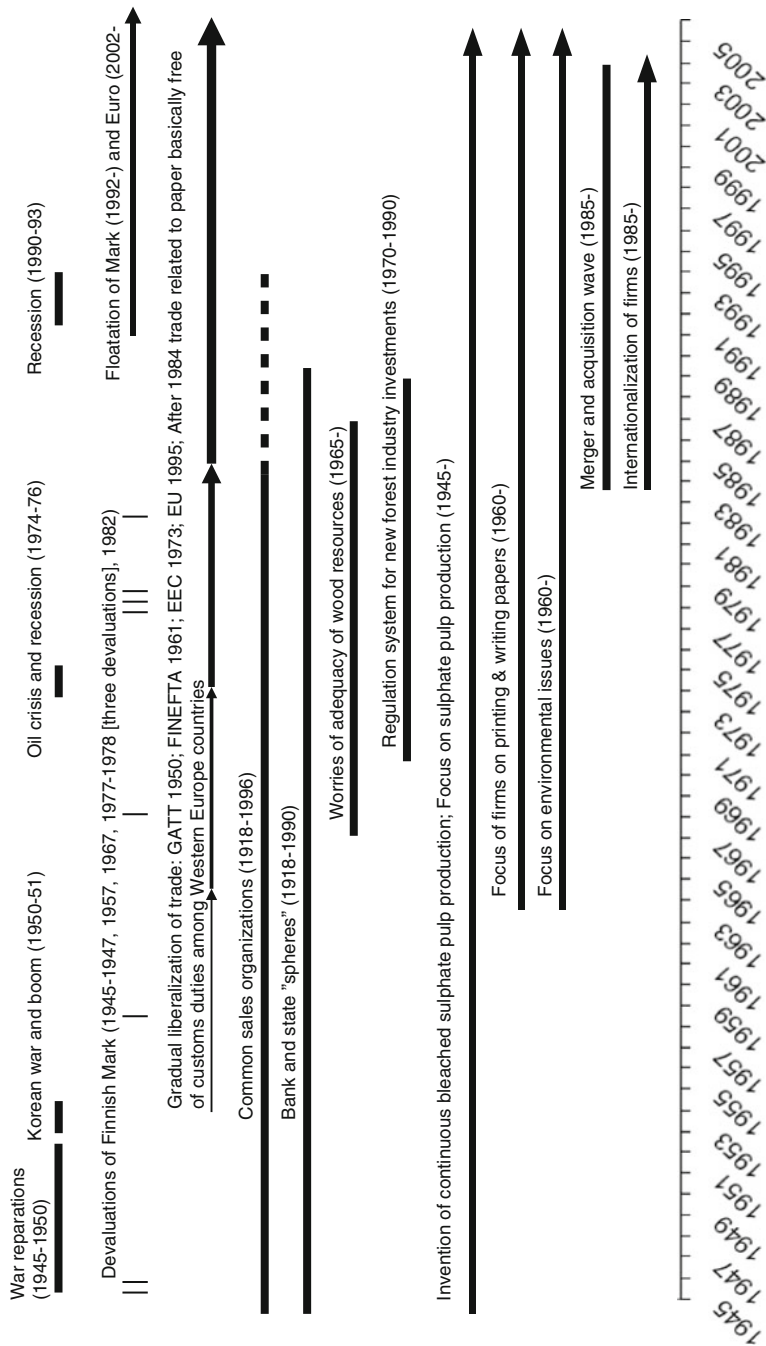 War reparations
(1945-1950)
Korean war and boom (1950-51)
Oil crisis and recession (1974-76)
Recession (1990-93)
Devaluations of Finnish Mark (1945-1947, 1957, 1967, 1977-1978 [three devaluations], 1982)
Floatation of Mark (1992-) and Euro (2002-
Gradual liberalization of trade: GATT 1950; FINEFTA 1961; EEC 1973; EU 1995; After 1984 trade related to paper basically free
of customs duties among Western Europe countries
Common sales organizations (1918-1996)
Bank and state ”spheres” (1918-1990)
Worries of adequacy of wood resources (1965-)
Regulation system for new forest industry investments (1970-1990)
Invention of continuous bleached sulphate pulp production; Focus on sulphate pulp production (1945-)
Focus of firms on printing & writing papers (1960-)
Focus on environmental issues (1960-)
Merger and acquisition wave (1985-)
Internationalization of firms (1985-)
1945 1947 1949 1951 1953 1955 1957 1959 1961 1963 1965 1967 1969 1971 1973 1975 1977 1979 1981 1983 1985 1987 1989 1991 1993 1995 1997 1999 2001 2003 2005